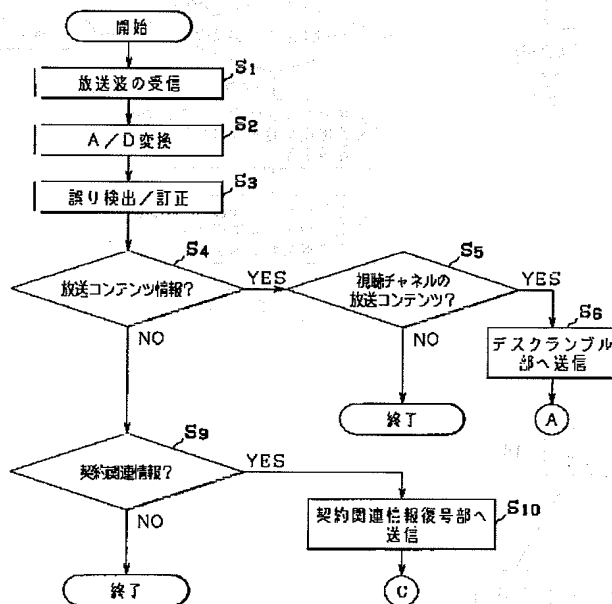 開始
放送波の受信
S1
A/D変換
S2
誤り検出/訂正
S3
放送コンテンツ情報?
S4
YES
NO
視聴チャネルの
放送コンテンツ?
S5
YES
NO
デスクランブル
部へ送信
S6
終了
A
契約関連情報?
S9
YES
NO
契約関連情報復号部へ
送信
S10
終了
C